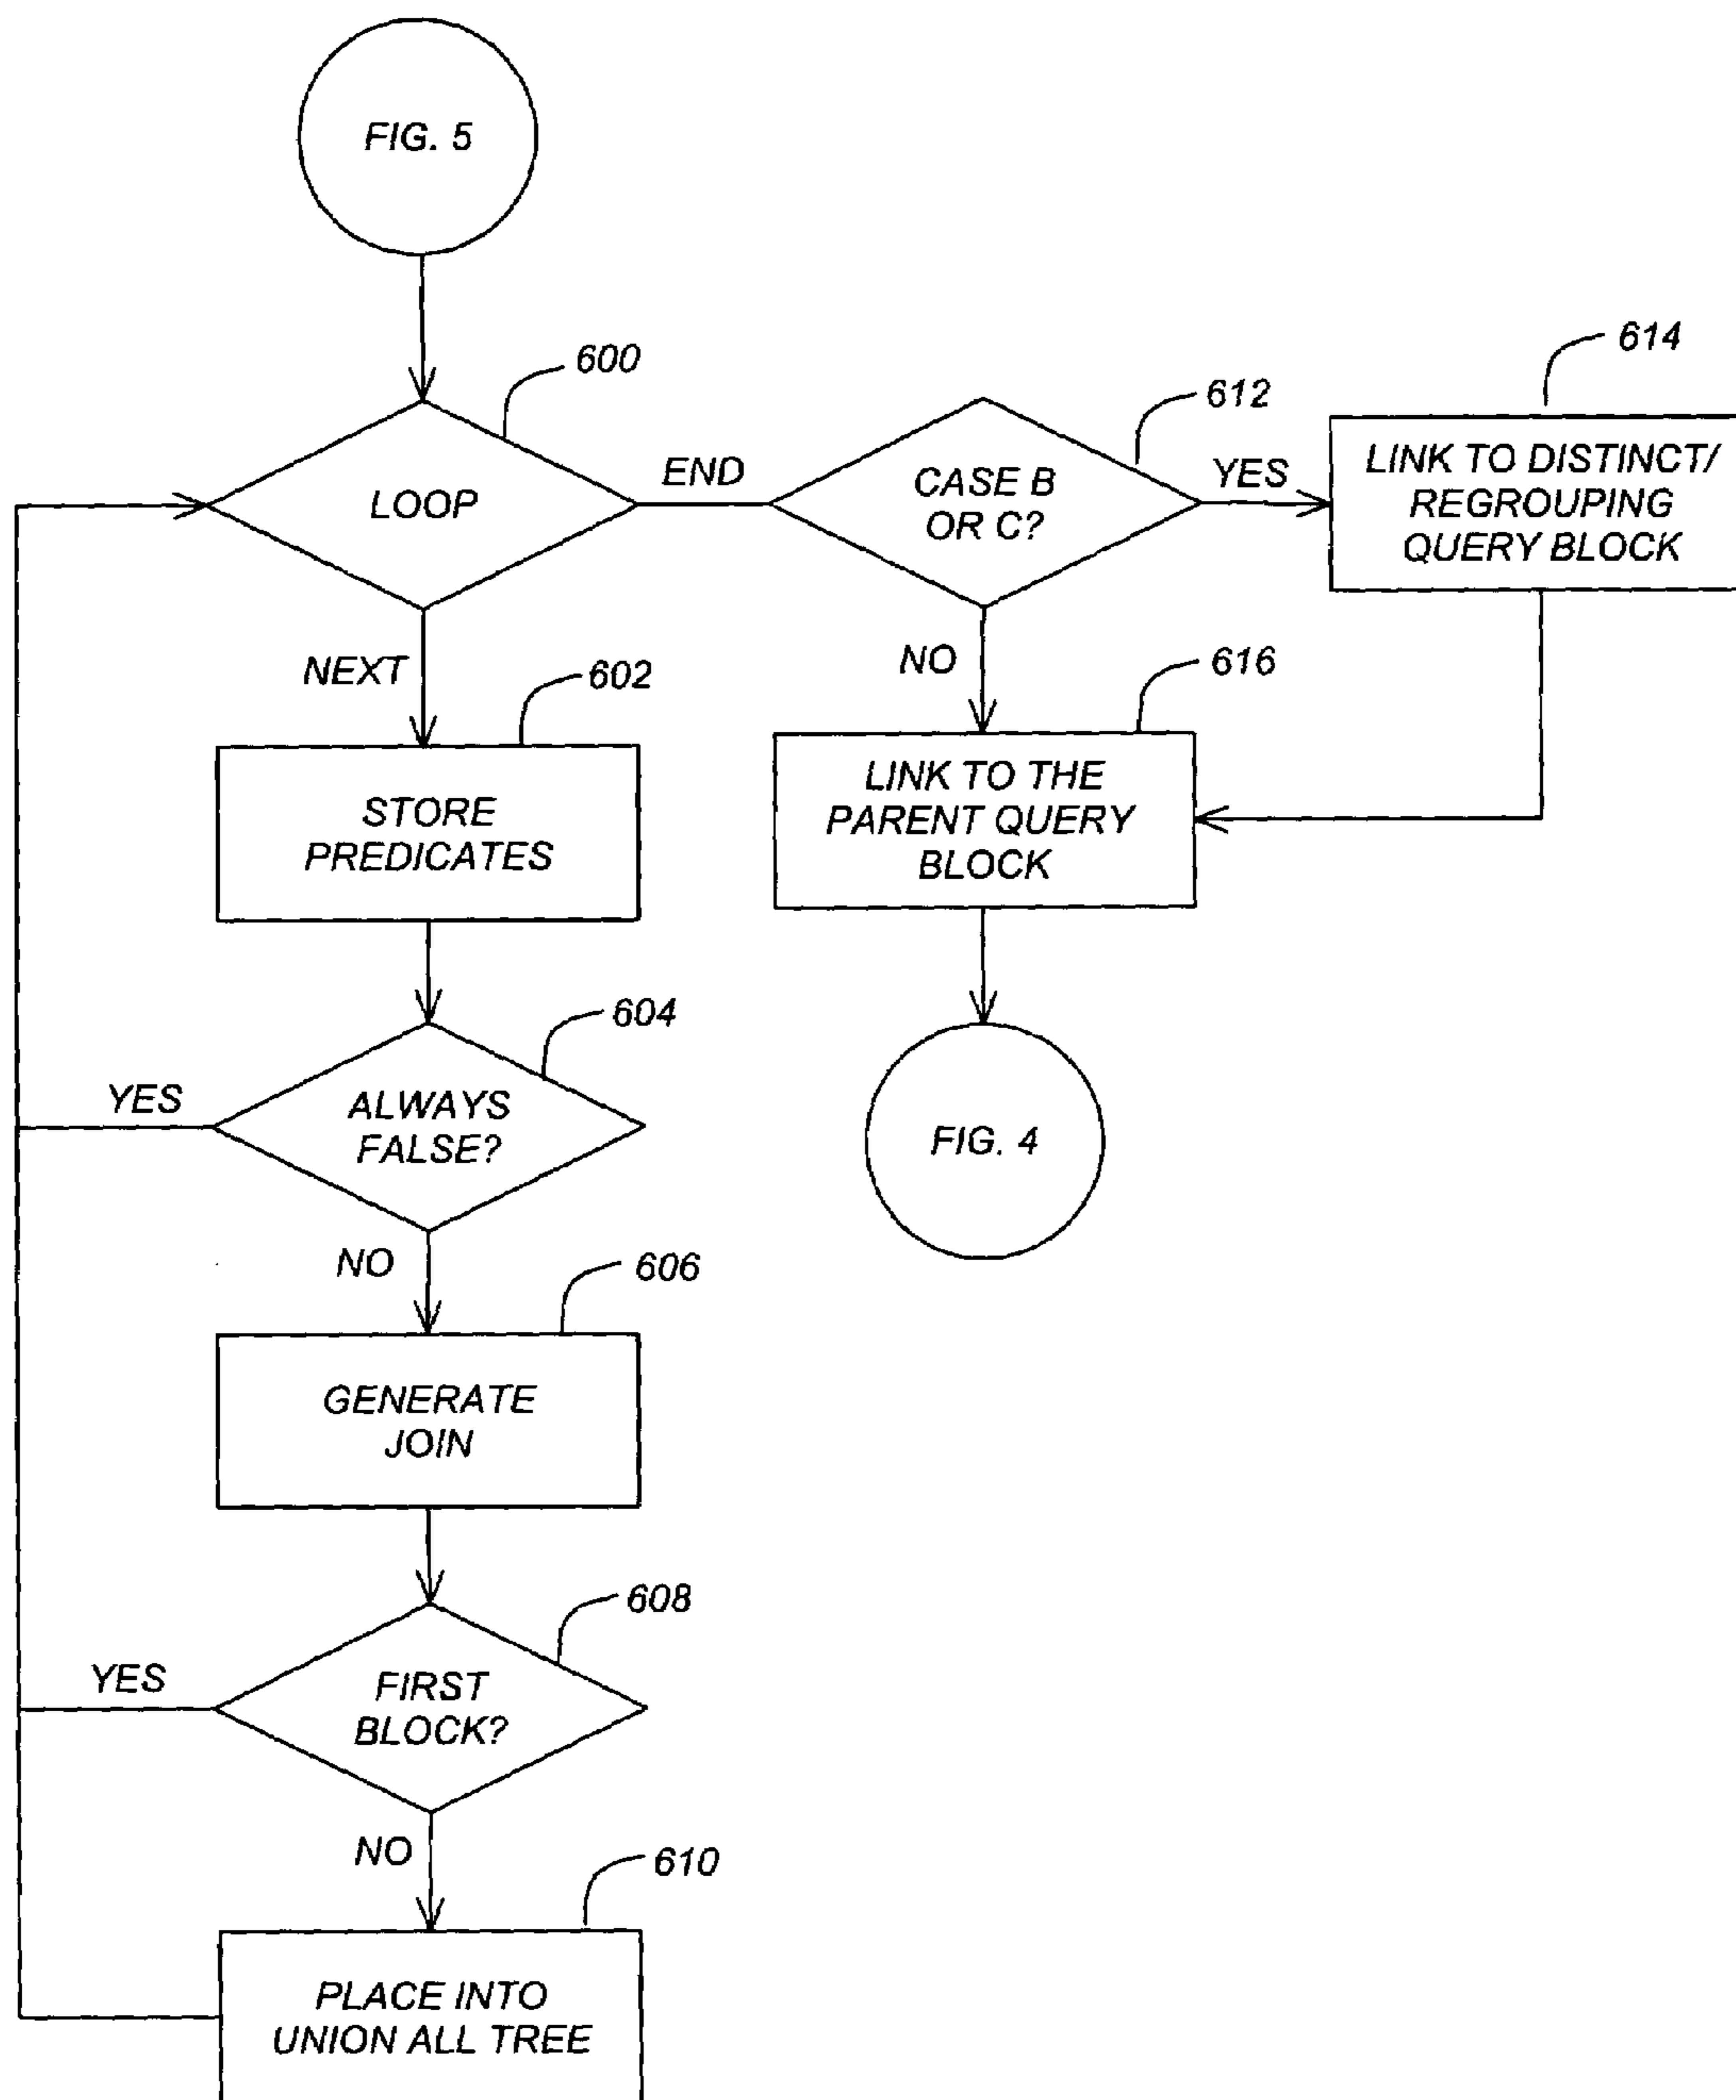 FIG. 5
600
LOOP
END
612
CASE B
OR C?
YES
614
LINK TO DISTINCT/
REGROUPING
QUERY BLOCK
NEXT
602
STORE
PREDICATES
NO
616
LINK TO THE
PARENT QUERY
BLOCK
FIG. 4
604
ALWAYS
FALSE?
YES
NO
606
GENERATE
JOIN
608
FIRST
BLOCK?
YES
NO
610
PLACE INTO
UNION ALL TREE